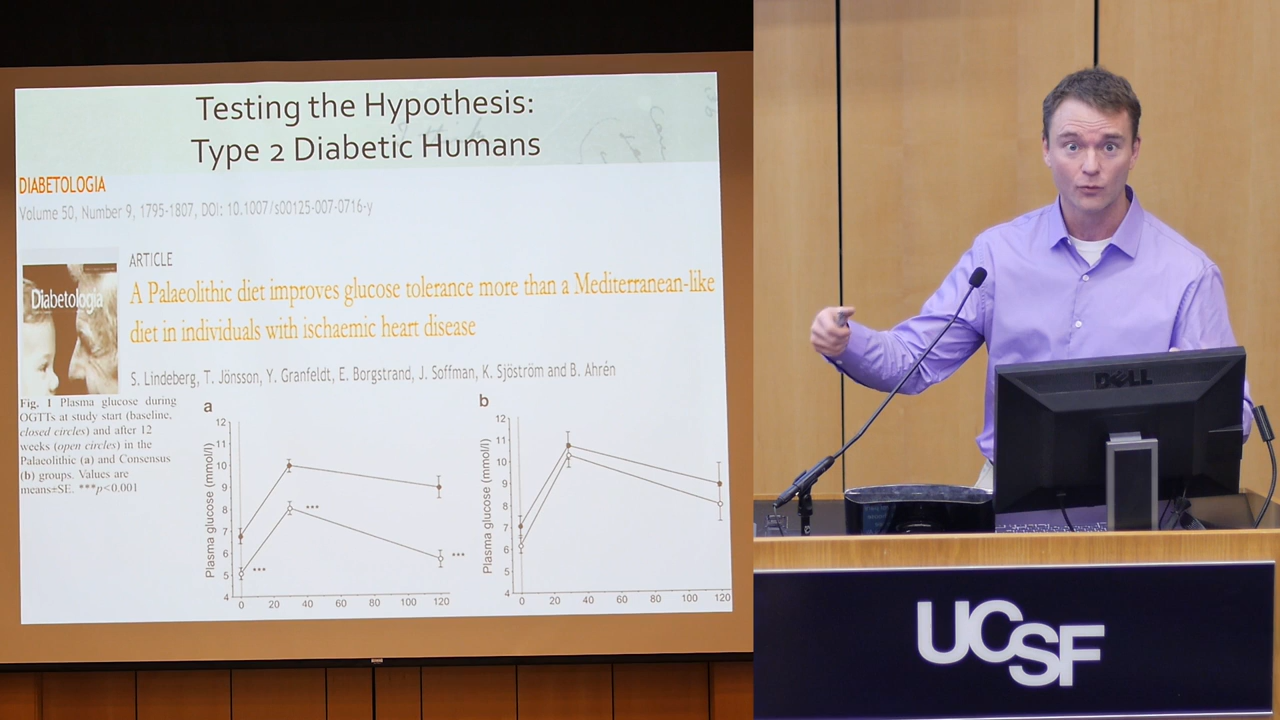 Testing the Hypothesis:
Type 2 Diabetic Humans
DIABETOLOGIA
Volume 50, Number 9, 1795-1807, DOI: 10.1007/s00125-007-0716-y
Diabetologia
ARTICLE
A Palaeolithic diet improves glucose tolerance more than a Mediterranean-like
diet in individuals with ischaemic heart disease
S. Lindeberg, T. Jönsson, Y. Granfeldt, E. Borgstrand, J. Soffman, K. Sjöström and B. Ahrén
Fig. 1 Plasma glucose during
OGTTs at study start (baseline,
closed circles) and after 12
weeks (open circles) in the
Palaeolithic (a) and Consensus
(b) groups. Values are
means±SE. ***p<0.001
a
Plasma glucose (mmol/l)
12
11
10
9
8
7
6
5
4
***
***
***
0 20 40 60 80 100 120
b
Plasma glucose (mmol/l)
12
11
10
9
8
7
6
5
4
0 20 40 60 80 100 120
DELL
UCSF